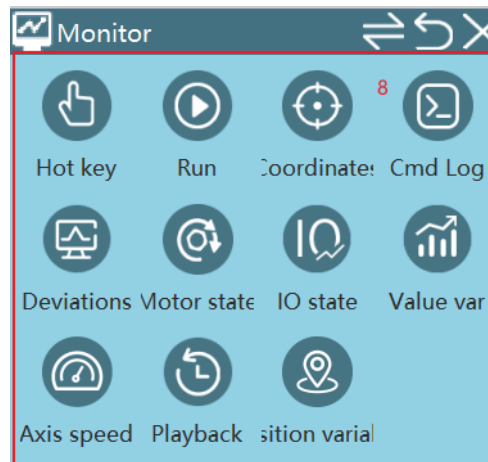 Monitor
8
Hot key Run Coordinates Cmd Log
Deviations Motor state IO state Value var
Axis speed Playback sition varial